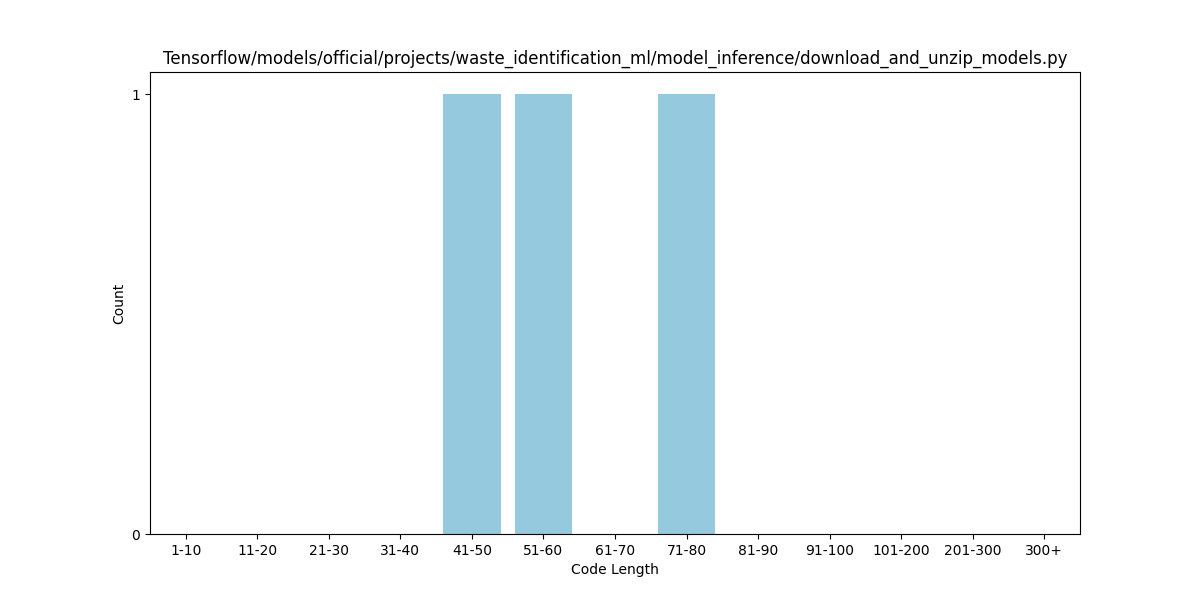 Tensorflow/models/official/projects/waste_identification_ml/model_inference/download_and_unzip_models.py
1
Count
0
1-10 11-20 21-30 31-40 41-50 51-60 61-70 71-80 81-90 91-100 101-200 201-300 300+
Code Length